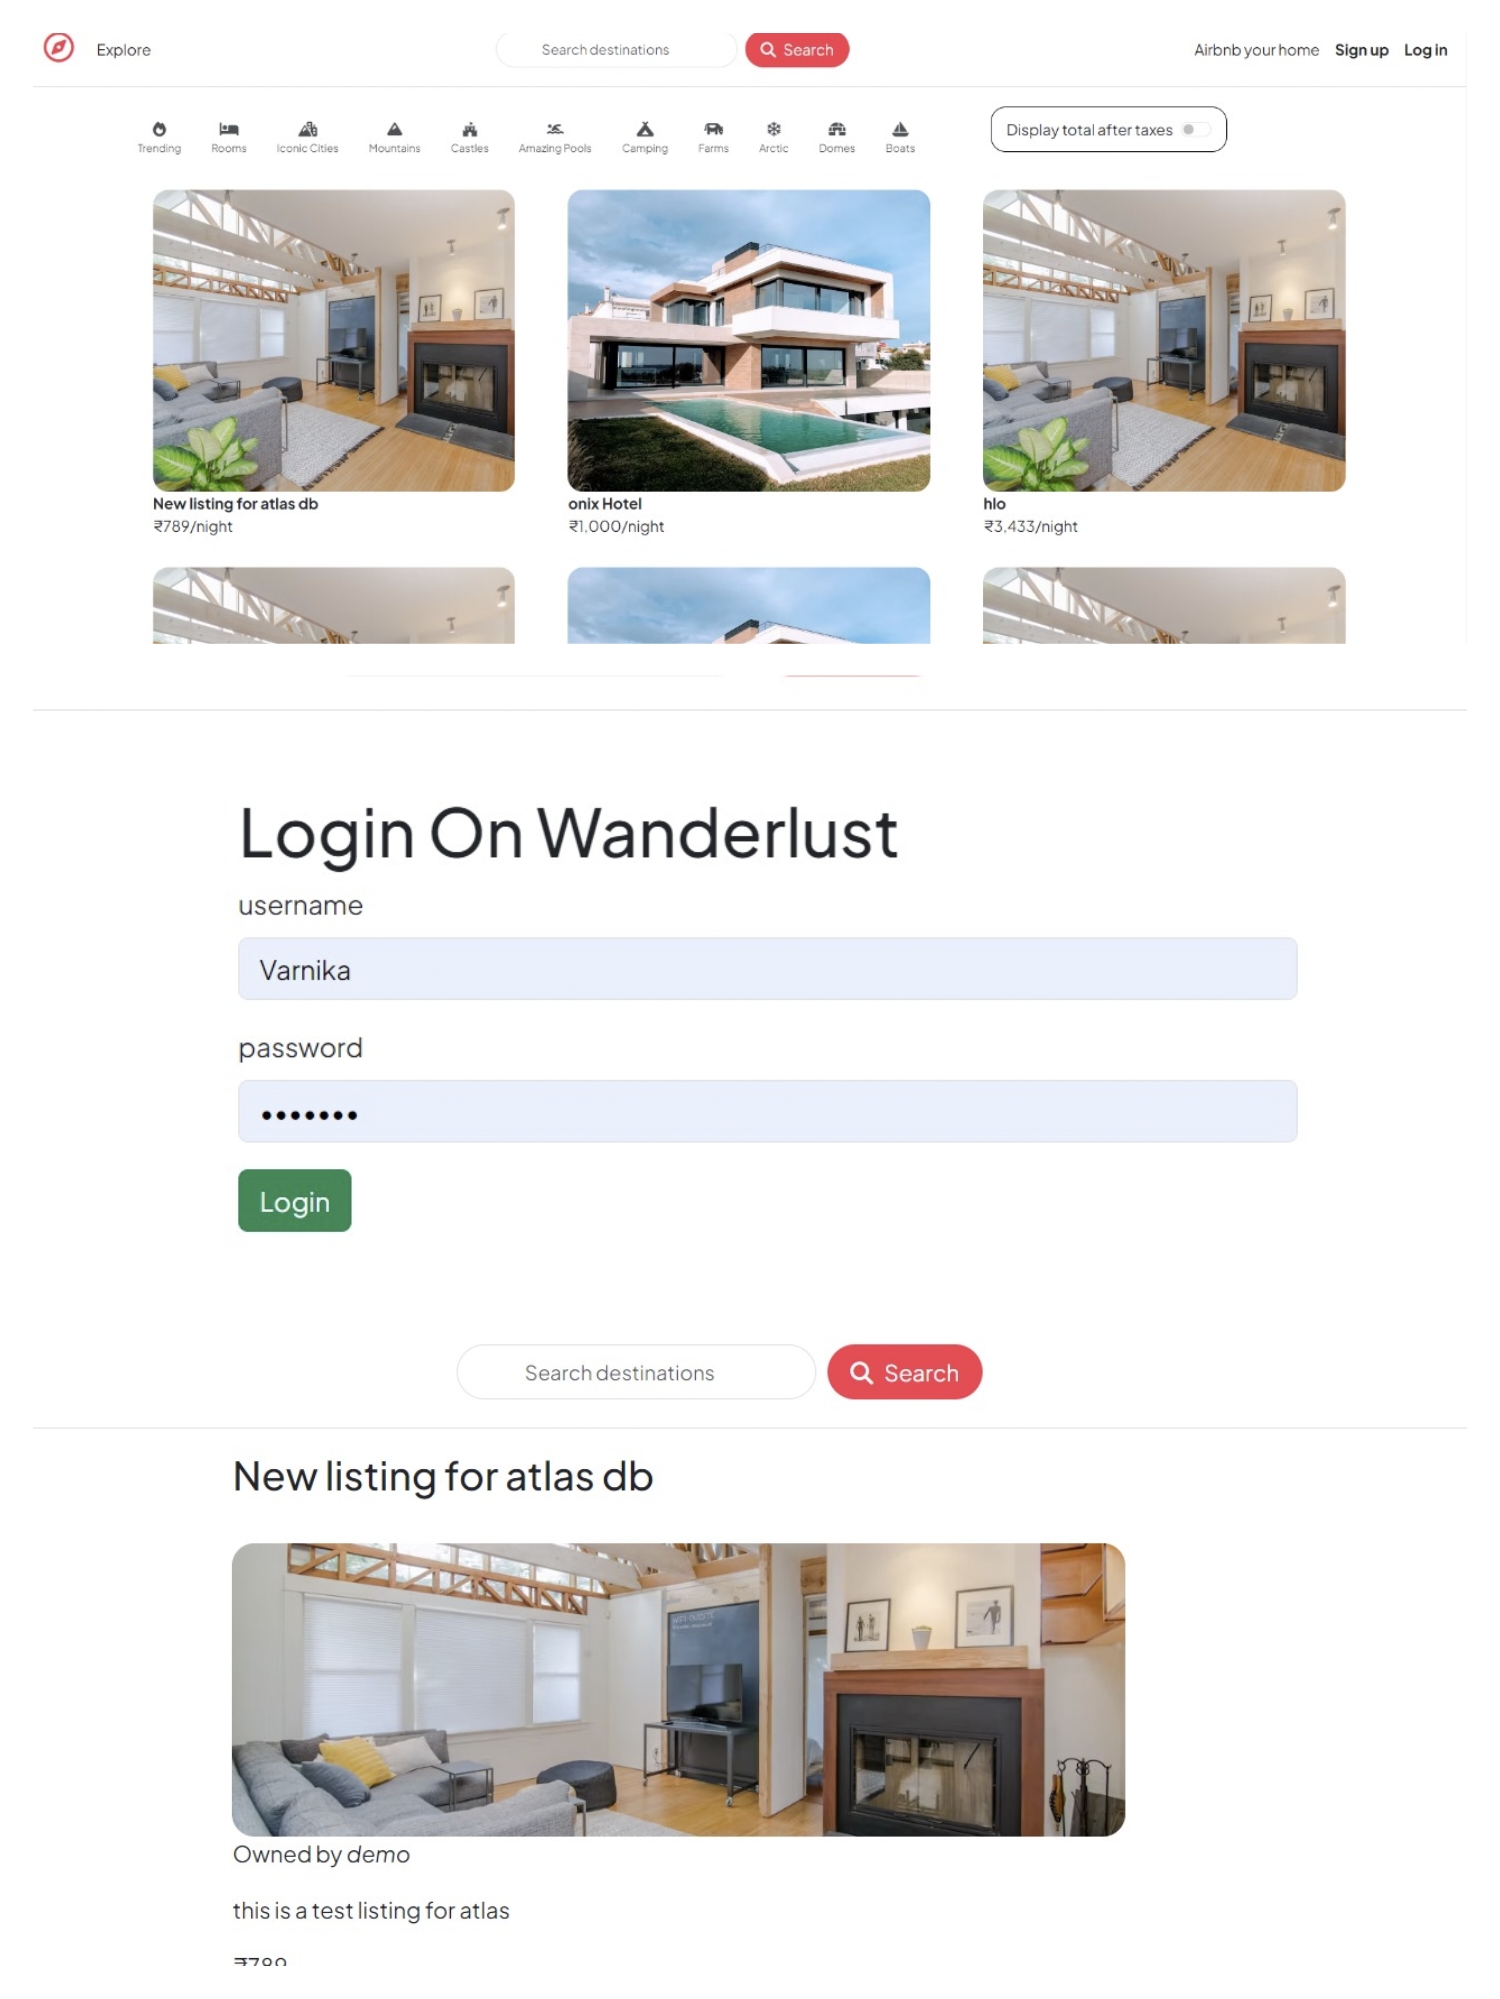 Explore
Search destinations
Search
Airbnb your home Sign up Log in
Trending Rooms Iconic Cities Mountains Castles Amazing Pools Camping Farms Arctic Domes Boats
Display total after taxes
New listing for atlas db
₹789/night
onix Hotel
₹1,000/night
hlo
₹3,433/night
Login On Wanderlust
username
Varnika
password
•••••••
Login
Search destinations
Search
New listing for atlas db
Owned by demo
this is a test listing for atlas
₹789